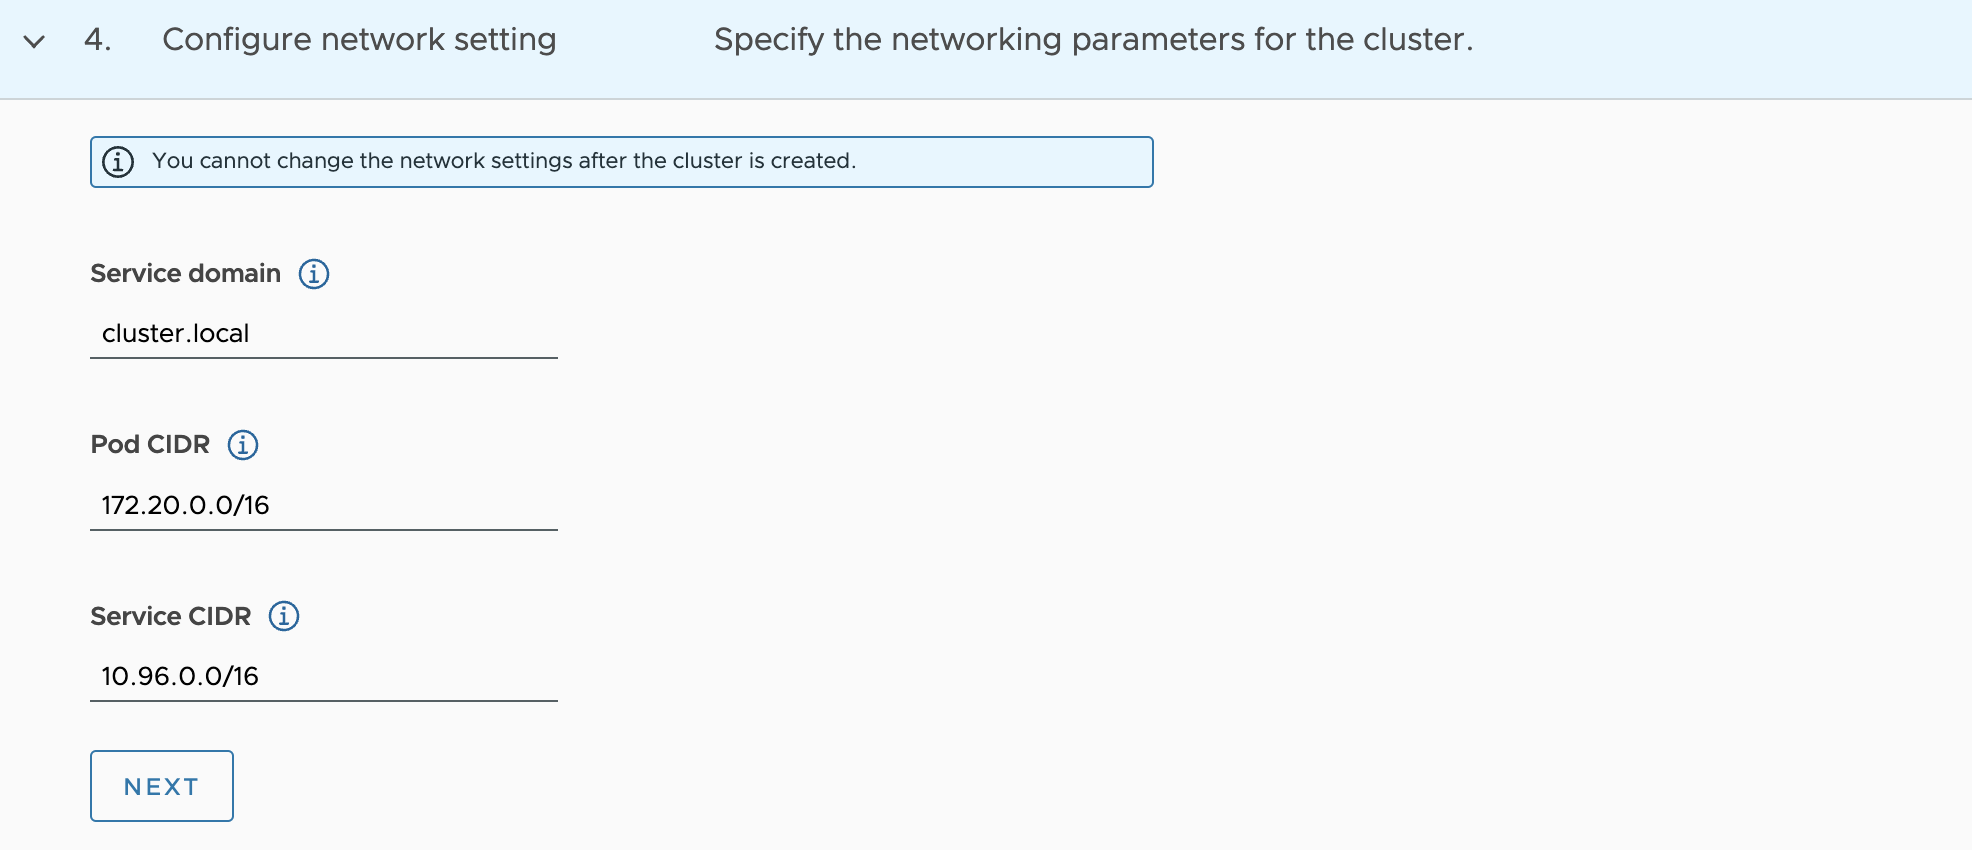 4. Configure network setting Specify the networking parameters for the cluster.
You cannot change the network settings after the cluster is created.
Service domain
cluster.local
Pod CIDR
172.20.0.0/16
Service CIDR
10.96.0.0/16
NEXT